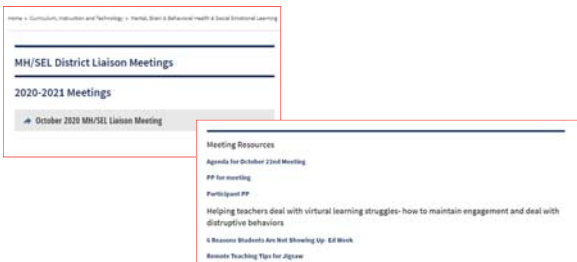 Home » Curriculum, Instruction and Technology » Mental, Brain & Behavioral Health & Social Emotional Learning
MH/SEL District Liaison Meetings
2020-2021 Meetings
October 2020 MH/SEL Liaison Meeting
Meeting Resources
Agenda for October 22nd Meeting
PP for meeting
Participant PP
Helping teachers deal with virtural learning struggles- how to maintain engagement and deal with
distruptive behaviors
6 Reasons Students Are Not Showing Up- Ed Week
Remote Teaching Tips for Jigsaw